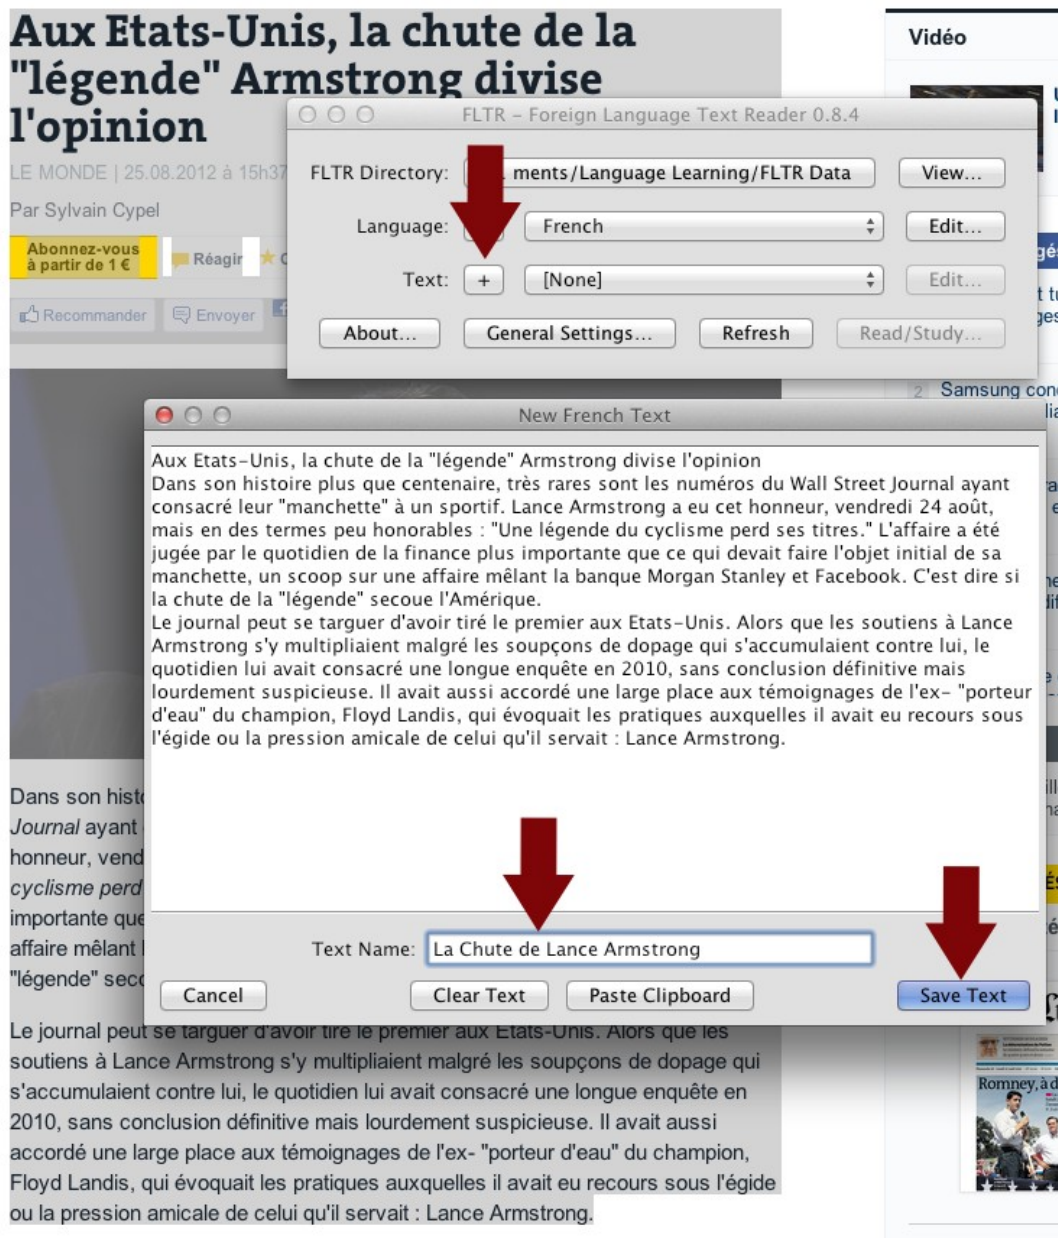 Aux Etats-Unis, la chute de la
"légende" Armstrong divise
l'opinion
LE MONDE | 25.08.2012 à 15h37
Par Sylvain Cypel
Abonnez-vous
à partir de 1 €
Réagir
Recommander
Envoyer
Vidéo
FLTR – Foreign Language Text Reader 0.8.4
FLTR Directory:
ments/Language Learning/FLTR Data
View...
Language:
French
Edit...
Text:
+
[None]
Edit...
About...
General Settings...
Refresh
Read/Study...
2 Samsung
New French Text
Aux Etats-Unis, la chute de la "légende" Armstrong divise l'opinion
Dans son histoire plus que centenaire, très rares sont les numéros du Wall Street Journal ayant
consacré leur "manchette" à un sportif. Lance Armstrong a eu cet honneur, vendredi 24 août,
mais en des termes peu honorables : "Une légende du cyclisme perd ses titres." L'affaire a été
jugée par le quotidien de la finance plus importante que ce qui devait faire l'objet initial de sa
manchette, un scoop sur une affaire mêlant la banque Morgan Stanley et Facebook. C'est dire si
la chute de la "légende" secoue l'Amérique.
Le journal peut se targuer d'avoir tiré le premier aux Etats-Unis. Alors que les soutiens à Lance
Armstrong s'y multipliaient malgré les soupçons de dopage qui s'accumulaient contre lui, le
quotidien lui avait consacré une longue enquête en 2010, sans conclusion définitive mais
lourdement suspicieuse. Il avait aussi accordé une large place aux témoignages de l'ex- "porteur
d'eau" du champion, Floyd Landis, qui évoquait les pratiques auxquelles il avait eu recours sous
l'égide ou la pression amicale de celui qu'il servait : Lance Armstrong.
Text Name:
La Chute de Lance Armstrong
Cancel
Clear Text
Paste Clipboard
Save Text
Dans son
Journal ayant
honneur,
cyclisme perd
importante que
affaire mêlant
"légende"
Le journal peut se targuer d'avoir tiré le premier aux Etats-Unis. Alors que les
soutiens à Lance Armstrong s'y multipliaient malgré les soupçons de dopage qui
s'accumulaient contre lui, le quotidien lui avait consacré une longue enquête en
2010, sans conclusion définitive mais lourdement suspicieuse. Il avait aussi
accordé une large place aux témoignages de l'ex- "porteur d'eau" du champion,
Floyd Landis, qui évoquait les pratiques auxquelles il avait eu recours sous l'égide
ou la pression amicale de celui qu'il servait : Lance Armstrong.
Romney, à